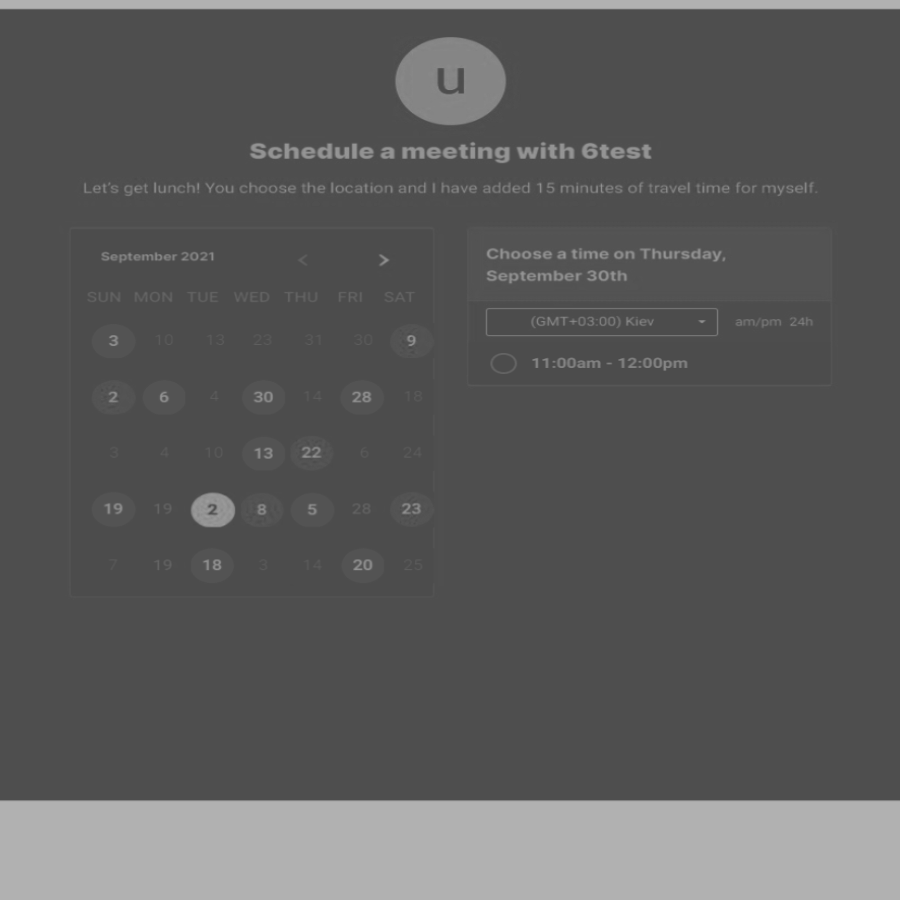 u
Schedule a meeting with 6test
Let's get lunch! You choose the location and I have added 15 minutes of travel time for myself.
September 2021 < >
SUN MON TUE WED THU FRI SAT
3 10 13 23 31 30 9
2 6 4 30 14 28 18
3 4 10 13 22 6 24
19 19 2 8 5 28 23
7 19 18 3 14 20 25
Choose a time on Thursday,
September 30th
(GMT+03:00) Kiev am/pm 24h
11:00am - 12:00pm